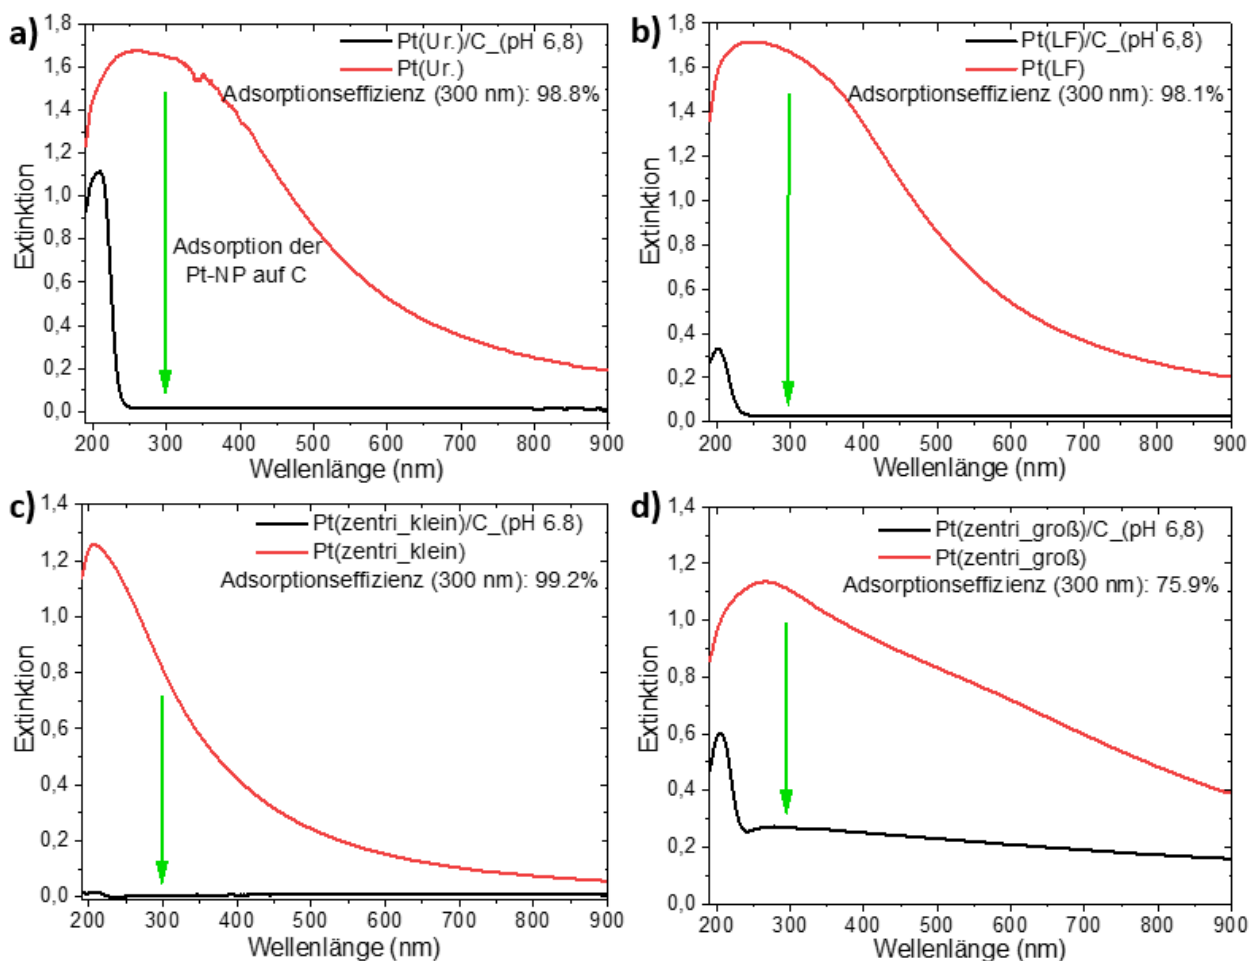 a)
1,8
1,6
1,4
1,2
1,0
0,8
0,6
0,4
0,2
0,0
Extinktion
Pt(Ur.)/C_(pH 6,8)
Pt(Ur.)
Adsorptionseffizienz (300 nm): 98.8%
Adsorption der
Pt-NP auf C
200 300 400 500 600 700 800 900
Wellenlänge (nm)
b)
1,8
1,6
1,4
1,2
1,0
0,8
0,6
0,4
0,2
0,0
Extinktion
Pt(LF)/C_(pH 6,8)
Pt(LF)
Adsorptionseffizienz (300 nm): 98.1%
200 300 400 500 600 700 800 900
Wellenlänge (nm)
c)
1,4
1,2
1,0
0,8
0,6
0,4
0,2
0,0
Extinktion
Pt(zentri_klein)/C_(pH 6.8)
Pt(zentri_klein)
Adsorptionseffizienz (300 nm): 99.2%
200 300 400 500 600 700 800 900
Wellenlänge (nm)
d)
1,4
1,2
1,0
0,8
0,6
0,4
0,2
0,0
Extinktion
Pt(zentri_groß)/C_(pH 6,8)
Pt(zentri_groß)
Adsorptionseffizienz (300 nm): 75.9%
200 300 400 500 600 700 800 900
Wellenlänge (nm)